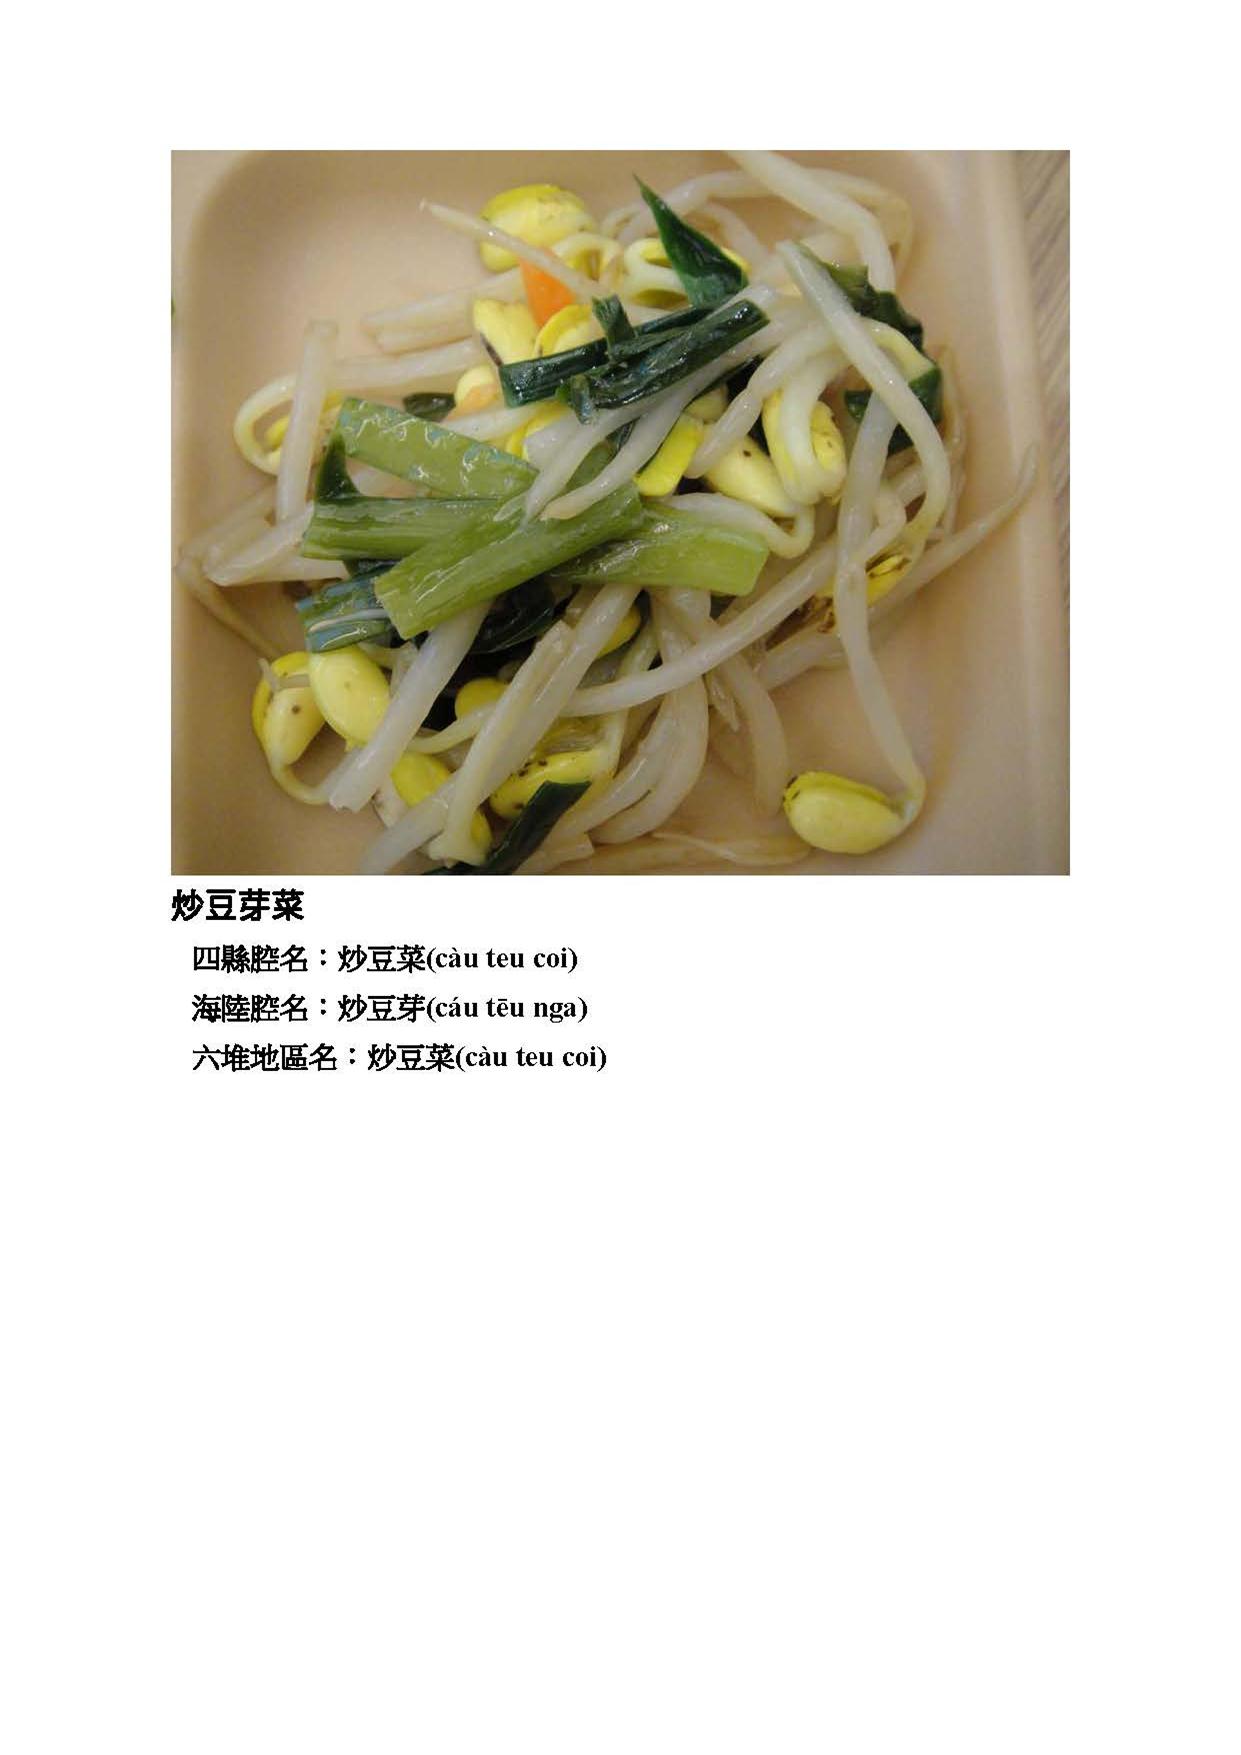 炒豆芽菜
四縣腔名：炒豆菜(càu teu coi)
海陸腔名：炒豆芽(cáu tēu nga)
六堆地區名：炒豆菜(càu teu coi)